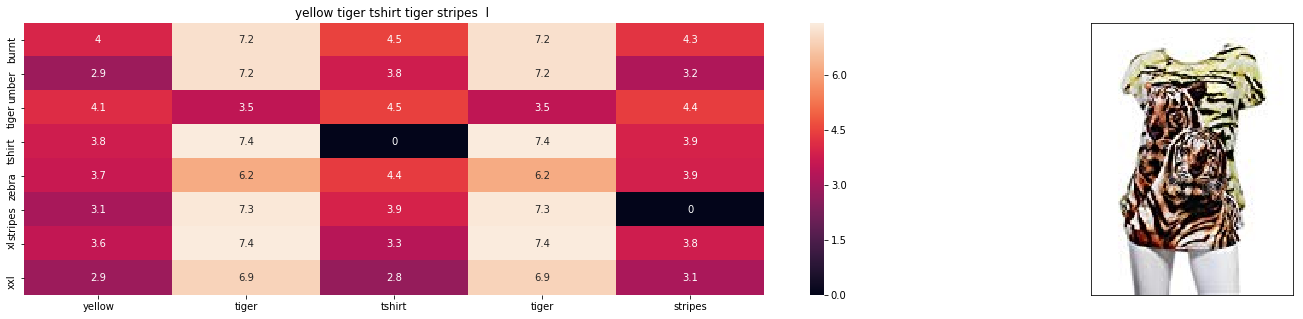 yellow tiger tshirt tiger stripes  l
burnt 4 7.2 4.5 7.2 4.3
umber 2.9 7.2 3.8 7.2 3.2
tiger 4.1 3.5 4.5 3.5 4.4
tshirt 3.8 7.4 0 7.4 3.9
zebra 3.7 6.2 4.4 6.2 3.9
stripes 3.1 7.3 3.9 7.3 0
xl 3.6 7.4 3.3 7.4 3.8
xxl 2.9 6.9 2.8 6.9 3.1
yellow tiger tshirt tiger stripes
6.0
4.5
3.0
1.5
0.0